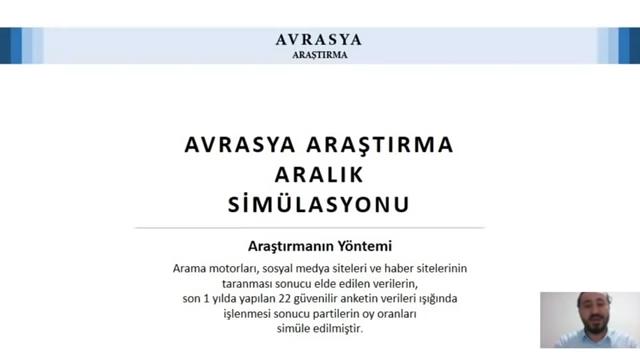 AVRASYA
ARAŞTIRMA
AVRASYA ARAŞTIRMA
ARALIK
SİMÜLASYONU
Araştırmanın Yöntemi
Arama motorları, sosyal medya siteleri ve haber sitelerinin
taranması sonucu elde edilen verilerin,
son 1 yılda yapılan 22 güvenilir anketin verileri ışığında
işlenmesi sonucu partilerin oy oranları
simüle edilmiştir.